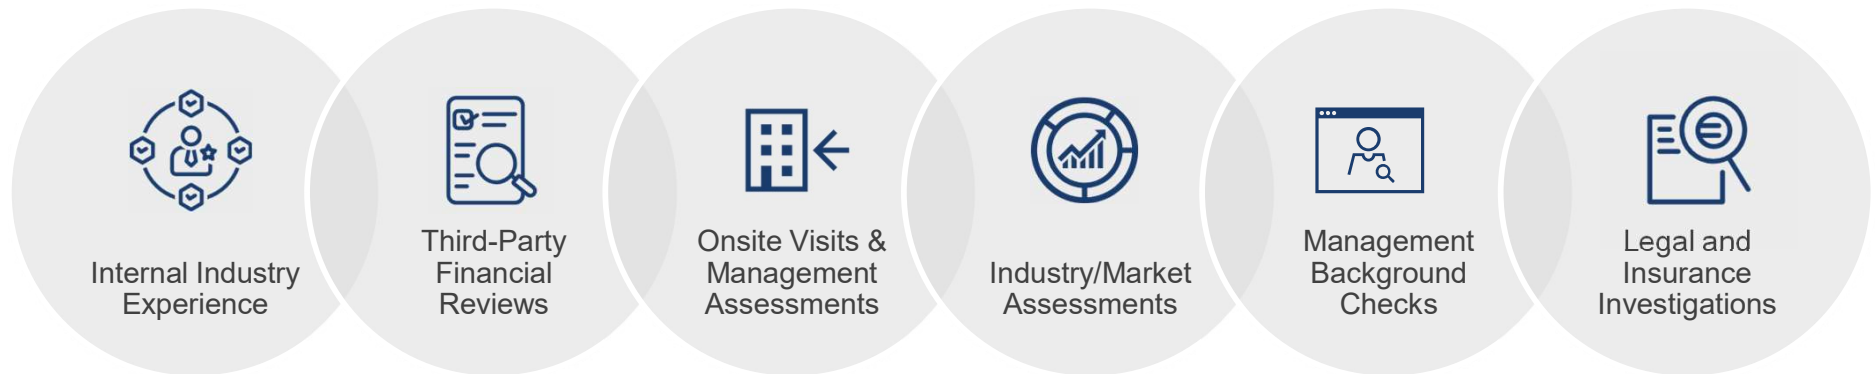 Internal Industry
Experience
Third-Party
Financial
Reviews
Onsite Visits &
Management
Assessments
Industry/Market
Assessments
Management
Background
Checks
Legal and
Insurance
Investigations